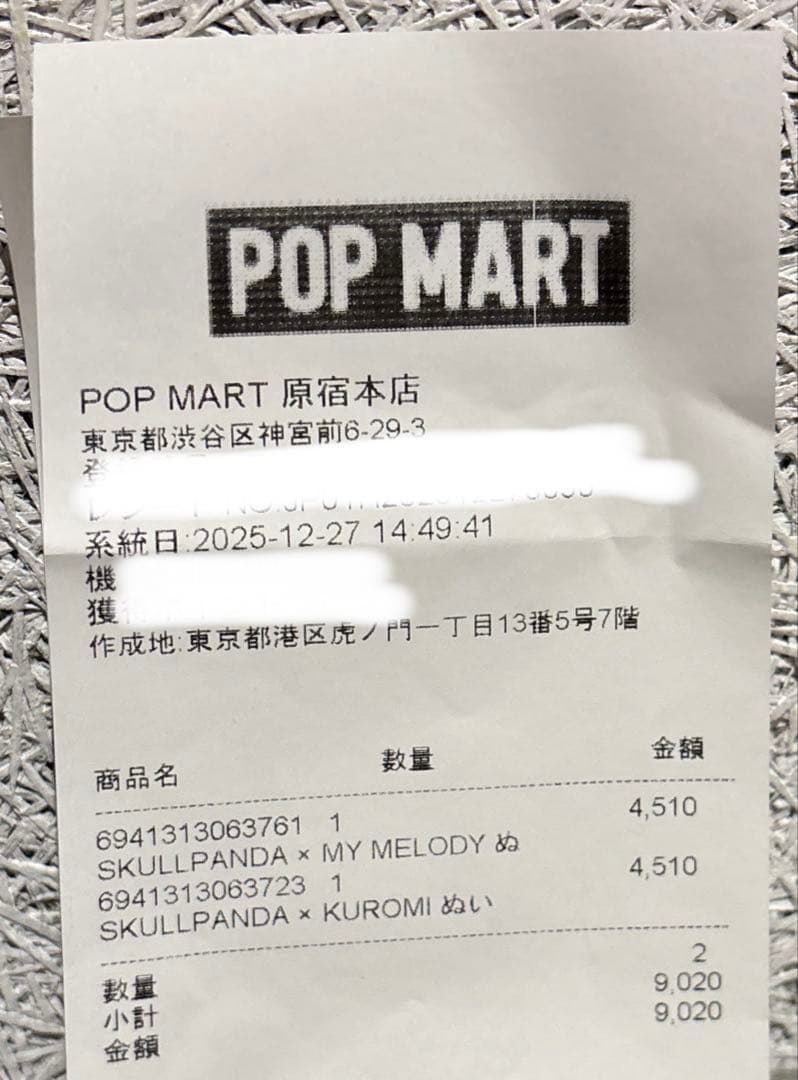 POP MART
POP MART 原宿本店
東京都渋谷区神宮前6-29-3
系統日:2025-12-27 14:49:41
機
獲
作成地:東京都港区虎ノ門一丁目13番5号7階
商品名 数量 金額
6941313063761 1 4,510
SKULLPANDA × MY MELODY ぬ
6941313063723 1 4,510
SKULLPANDA × KUROMI ぬい
数量 2
小計 9,020
金額 9,020